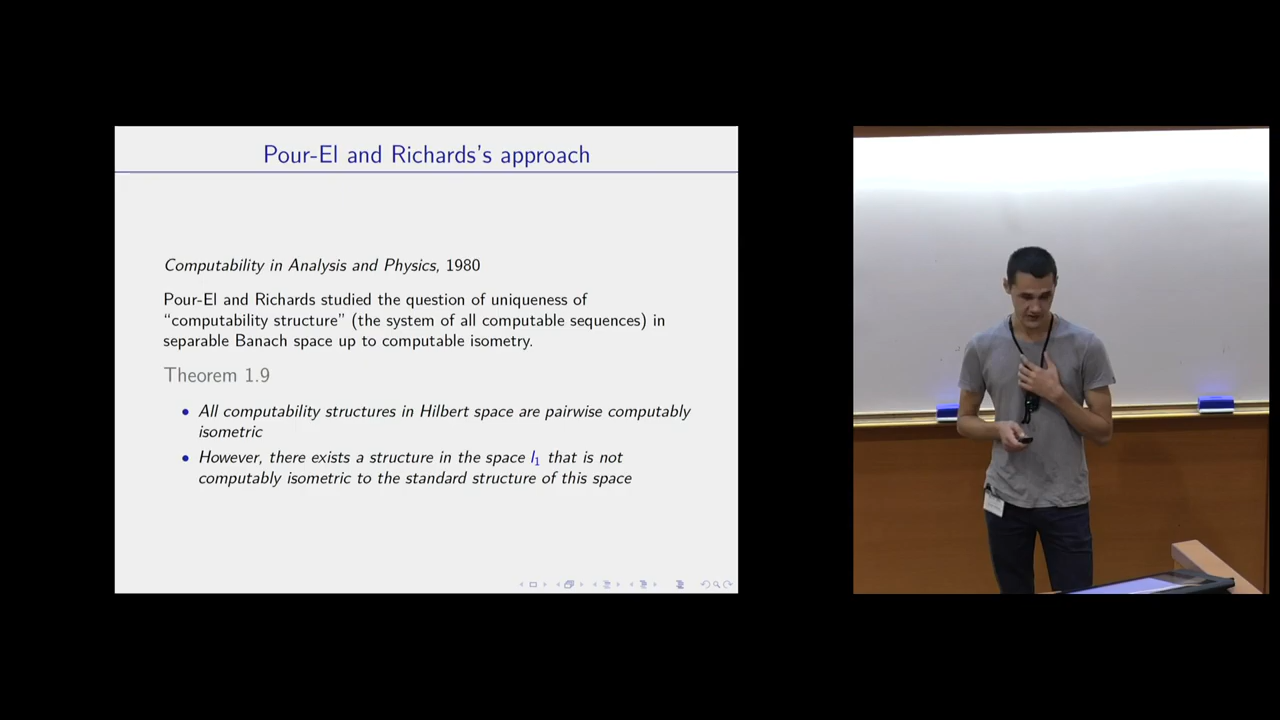 Pour-El and Richards's approach
Computability in Analysis and Physics, 1980
Pour-El and Richards studied the question of uniqueness of
“computability structure” (the system of all computable sequences) in
separable Banach space up to computable isometry.
Theorem 1.9
• All computability structures in Hilbert space are pairwise computably
isometric
• However, there exists a structure in the space l₁ that is not
computably isometric to the standard structure of this space